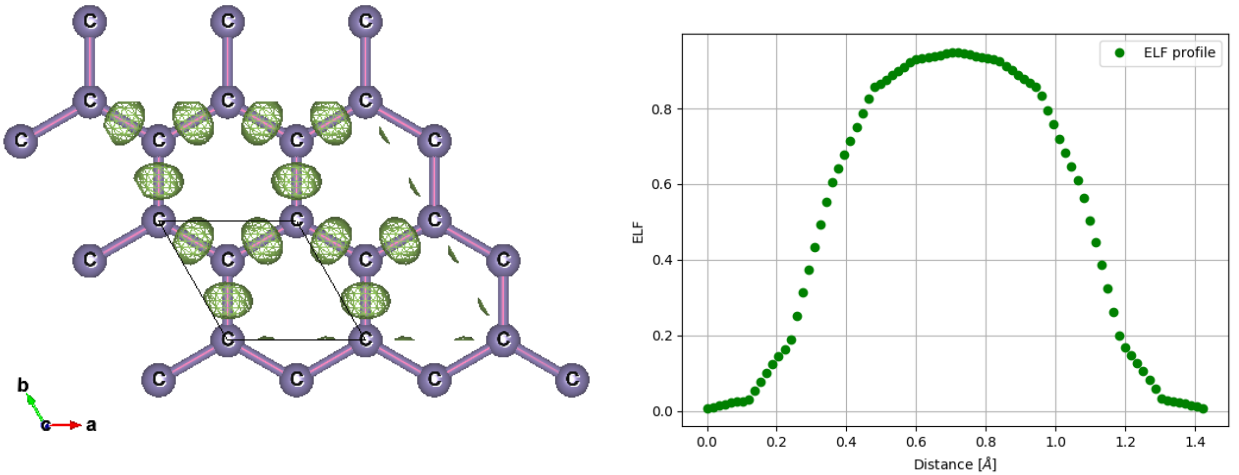 C C C
C C C
C C C C
C C C
C C C C
C C C
C C C C
b
c a
ELF profile
ELF
0.8
0.6
0.4
0.2
0.0
0.0 0.2 0.4 0.6 0.8 1.0 1.2 1.4
Distance [Å]